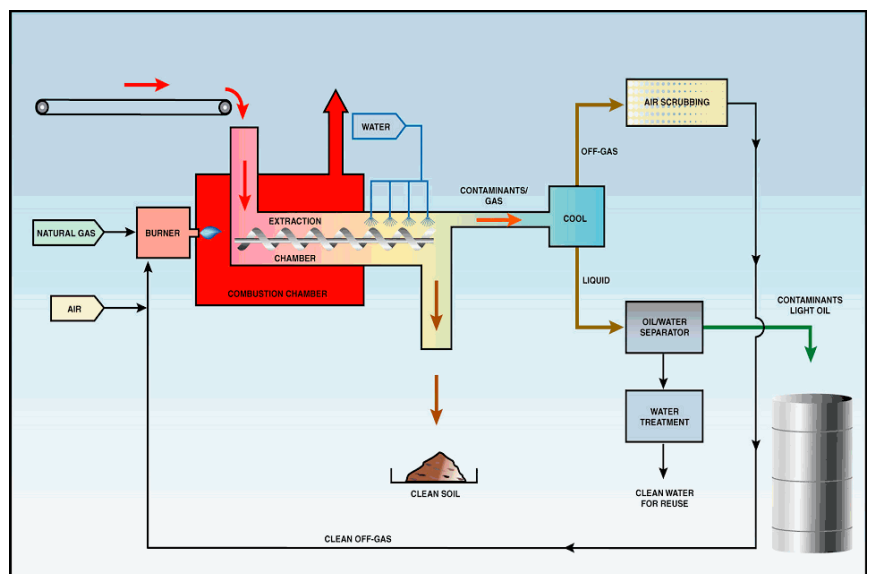 AIR SCRUBBING
WATER
OFF-GAS
CONTAMINANTS/
GAS
EXTRACTION
COOL
NATURAL GAS
BURNER
CHAMBER
LIQUID
COMBUSTION CHAMBER
AIR
CONTAMINANTS
LIGHT OIL
OIL/WATER
SEPARATOR
WATER
TREATMENT
CLEAN SOIL
CLEAN WATER
FOR REUSE
CLEAN OFF-GAS